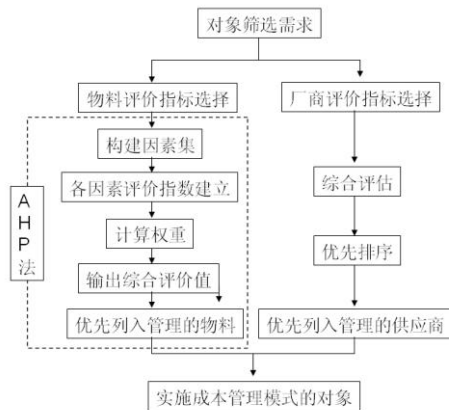 对象筛选需求
物料评价指标选择
厂商评价指标选择
构建因素集
各因素评价指数建立
综合评估
AHP法
计算权重
优先排序
输出综合评价值
优先列入管理的物料
优先列入管理的供应商
实施成本管理模式的对象